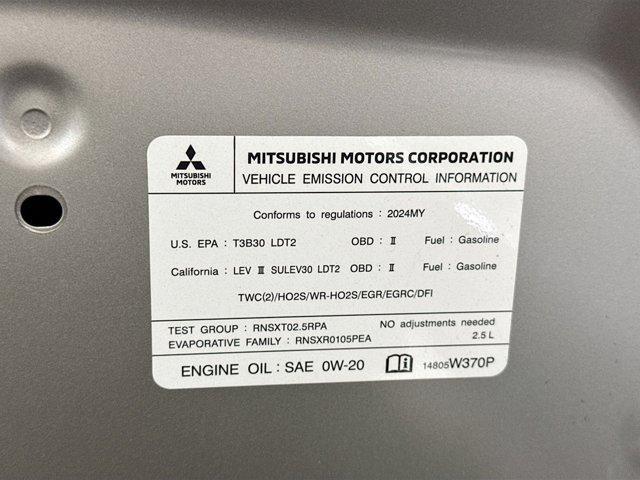 MITSUBISHI MOTORS
MITSUBISHI MOTORS CORPORATION
VEHICLE EMISSION CONTROL INFORMATION
Conforms to regulations : 2024MY
U.S. EPA : T3B30 LDT2 OBD : II Fuel : Gasoline
California : LEV III SULEV30 LDT2 OBD : II Fuel : Gasoline
TWC(2)/HO2S/WR-HO2S/EGR/EGRC/DFI
TEST GROUP : RNSXT02.5RPA NO adjustments needed
EVAPORATIVE FAMILY : RNSXR0105PEA 2.5 L
ENGINE OIL : SAE 0W-20 14805W370P